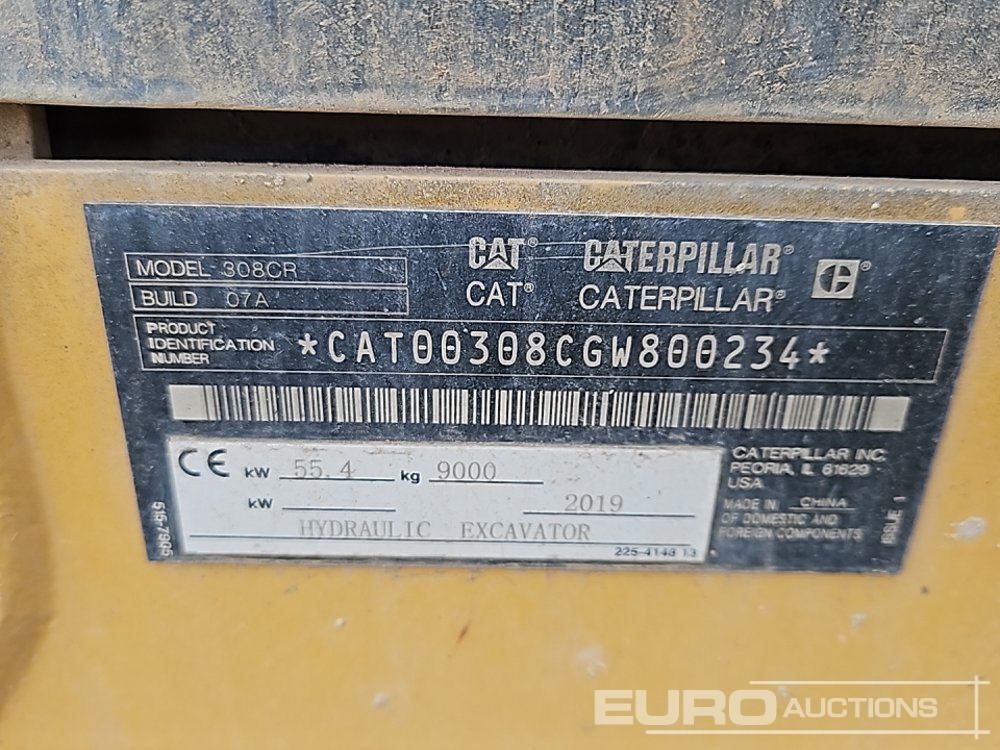 MODEL 308CR
BUILD 07A
CAT® CATERPILLAR®
CAT® CATERPILLAR®
PRODUCT IDENTIFICATION NUMBER *CAT00308CGW800234*
CE kW 55.4 kg 9000
kW 2019
HYDRAULIC EXCAVATOR
225-4148 13
CATERPILLAR INC.
PEORIA, IL 61629
USA
MADE IN CHINA
OF DOMESTIC AND
FOREIGN COMPONENTS
ISSUE 1
EURO AUCTIONS